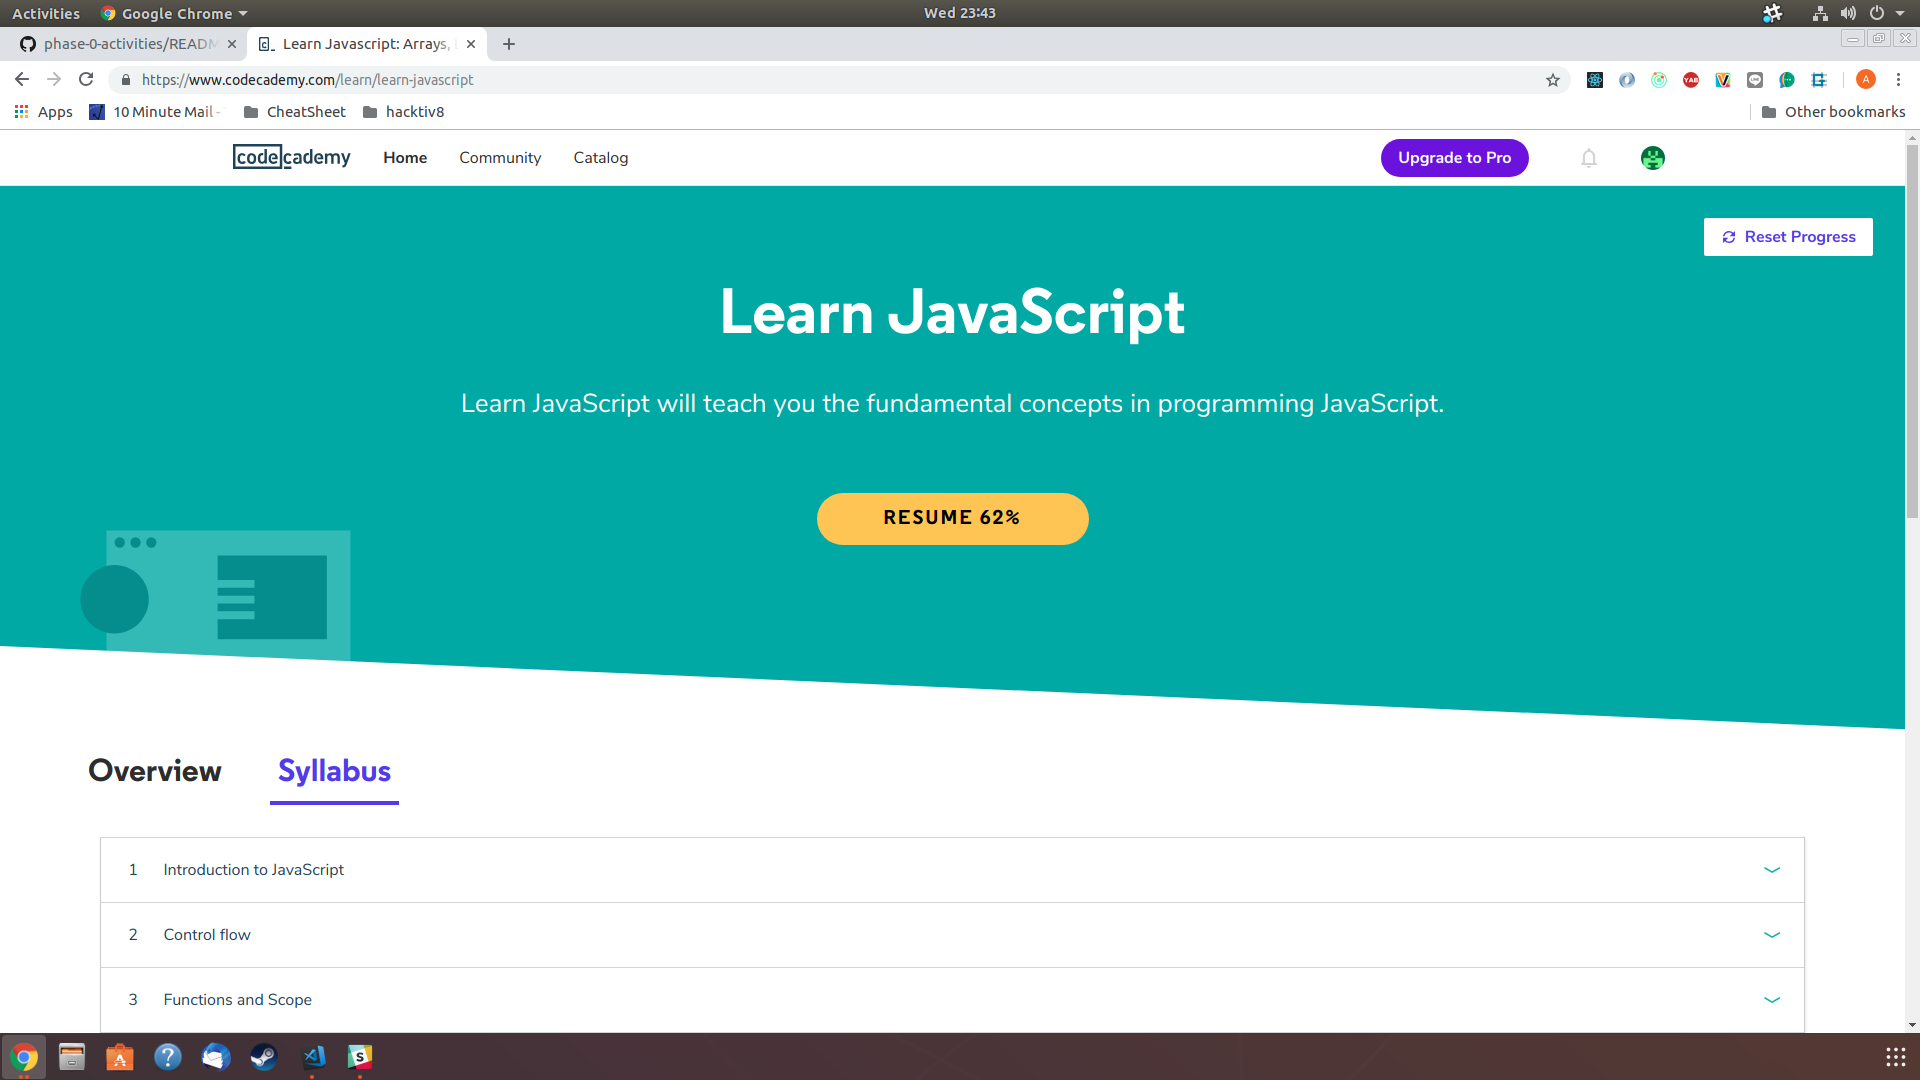 Activities Google Chrome Wed 23:43
phase-0-activities/READM Learn Javascript: Arrays,
https://www.codecademy.com/learn/learn-javascript
Apps 10 Minute Mail - CheatSheet hacktiv8 Other bookmarks
codecademy Home Community Catalog Upgrade to Pro
Reset Progress
Learn JavaScript
Learn JavaScript will teach you the fundamental concepts in programming JavaScript.
RESUME 62%
Overview Syllabus
1 Introduction to JavaScript
2 Control flow
3 Functions and Scope